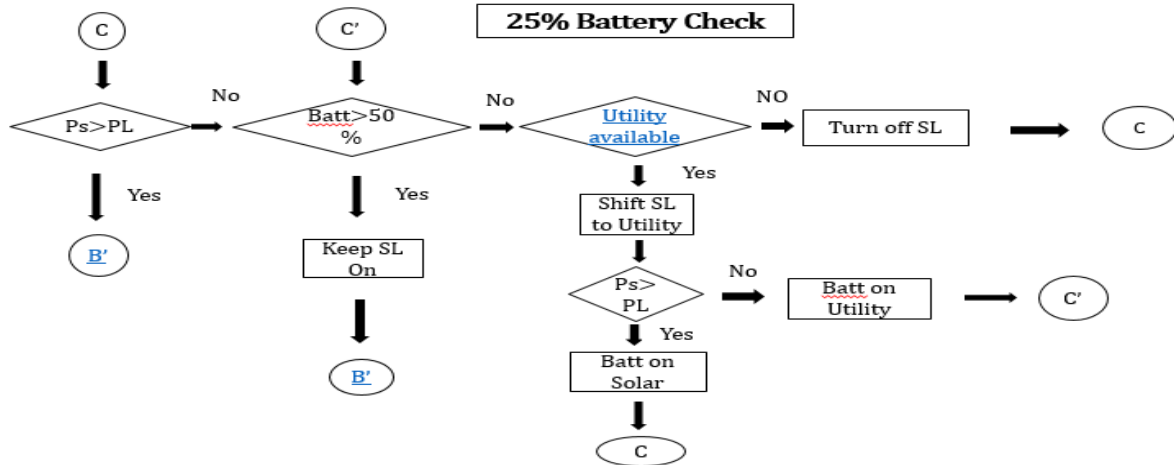 25% Battery Check
C
C'
Ps>PL
No
Batt>50
%
No
Utility
available
NO
Turn off SL
C
Yes
B'
Yes
Keep SL
On
B'
Yes
Shift SL
to Utility
Ps>
PL
No
Batt on
Utility
C'
Yes
Batt on
Solar
C